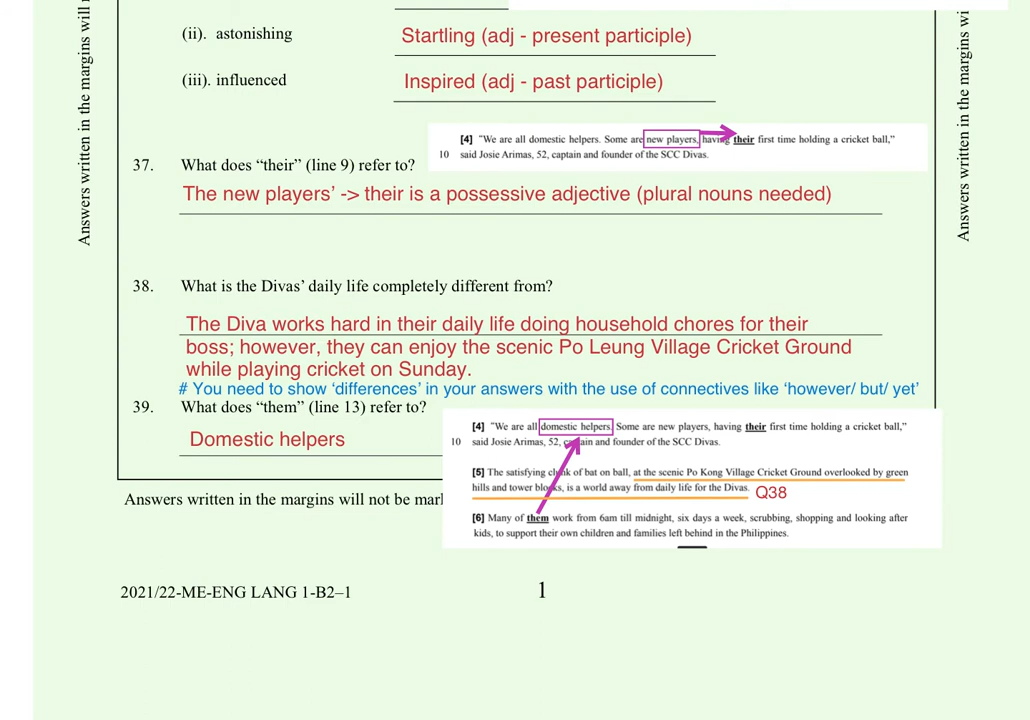 Answers written in the margins will
Answers written in the margins wi
(ii). astonishing
Startling (adj - present participle)
(iii). influenced
Inspired (adj - past participle)
[4] "We are all domestic helpers. Some are new players, having their first time holding a cricket ball,"
10 said Josie Arimas, 52, captain and founder of the SCC Divas.
37. What does "their" (line 9) refer to?
The new players' -> their is a possessive adjective (plural nouns needed)
38. What is the Divas' daily life completely different from?
The Diva works hard in their daily life doing household chores for their
boss; however, they can enjoy the scenic Po Leung Village Cricket Ground
while playing cricket on Sunday.
# You need to show 'differences' in your answers with the use of connectives like 'however/ but/ yet'
39. What does "them" (line 13) refer to?
Domestic helpers
[4] "We are all domestic helpers. Some are new players, having their first time holding a cricket ball,"
10 said Josie Arimas, 52, captain and founder of the SCC Divas.
[5] The satisfying clunk of bat on ball, at the scenic Po Kong Village Cricket Ground overlooked by green
hills and tower blocks, is a world away from daily life for the Divas. Q38
[6] Many of them work from 6am till midnight, six days a week, scrubbing, shopping and looking after
kids, to support their own children and families left behind in the Philippines.
Answers written in the margins will not be mar
2021/22-ME-ENG LANG 1-B2–1
1